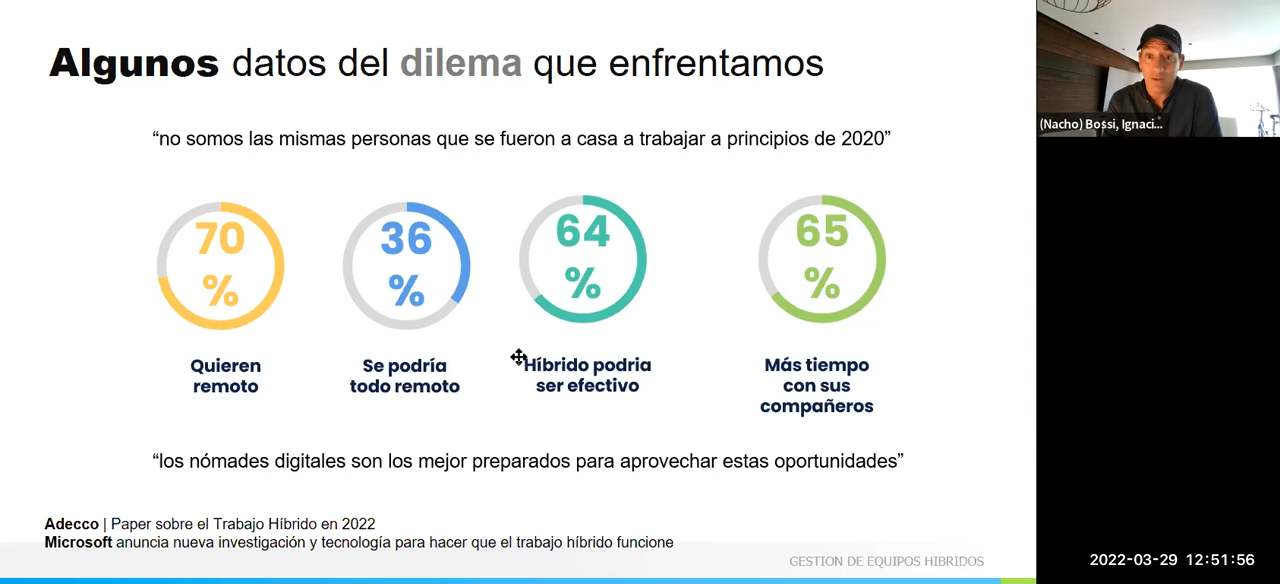 Algunos datos del dilema que enfrentamos
“no somos las mismas personas que se fueron a casa a trabajar a principios de 2020”
70
%
36
%
64
%
65
%
Quieren
remoto
Se podría
todo remoto
Híbrido podria
ser efectivo
Más tiempo
con sus
compañeros
“los nómades digitales son los mejor preparados para aprovechar estas oportunidades”
Adecco | Paper sobre el Trabajo Híbrido en 2022
Microsoft anuncia nueva investigación y tecnología para hacer que el trabajo híbrido funcione
GESTION DE EQUIPOS HIBRIDOS
(Nacho) Bossi, Ignaci...
2022-03-29 12:51:56